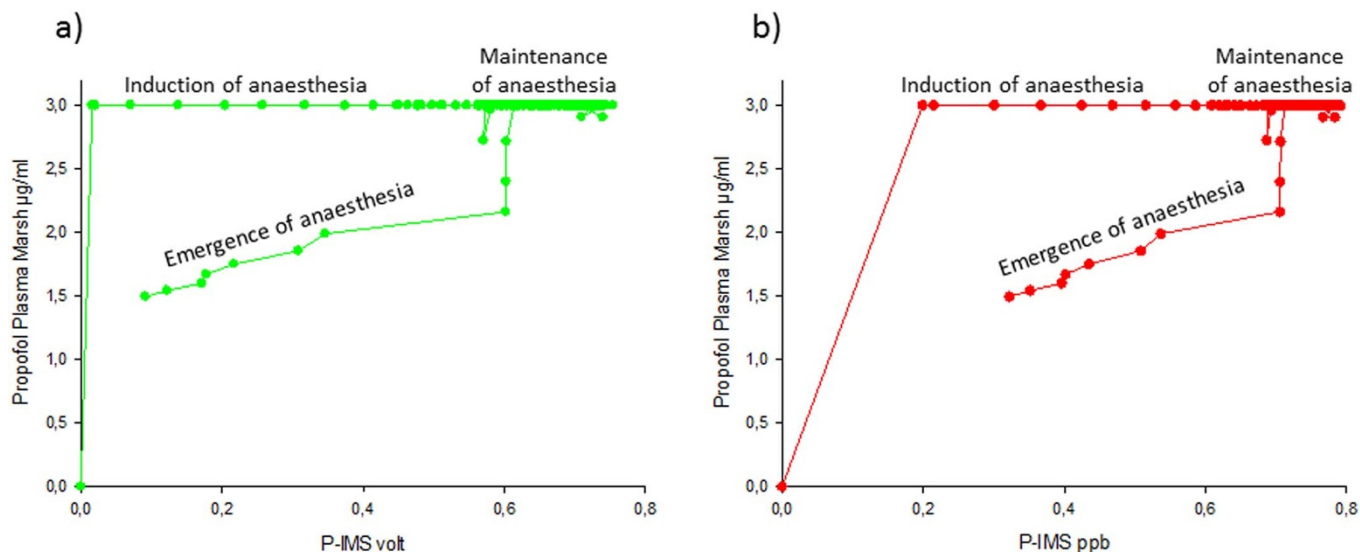 a)
Induction of anaesthesia
Maintenance
of anaesthesia
Emergence of anaesthesia
Propofol Plasma Marsh µg/ml
3,0
2,5
2,0
1,5
1,0
0,5
0,0
0,0
0,2
0,4
0,6
0,8
P-IMS volt
b)
Induction of anaesthesia
Maintenance
of anaesthesia
Emergence of anaesthesia
Propofol Plasma Marsh µg/ml
3,0
2,5
2,0
1,5
1,0
0,5
0,0
0,0
0,2
0,4
0,6
0,8
P-IMS ppb